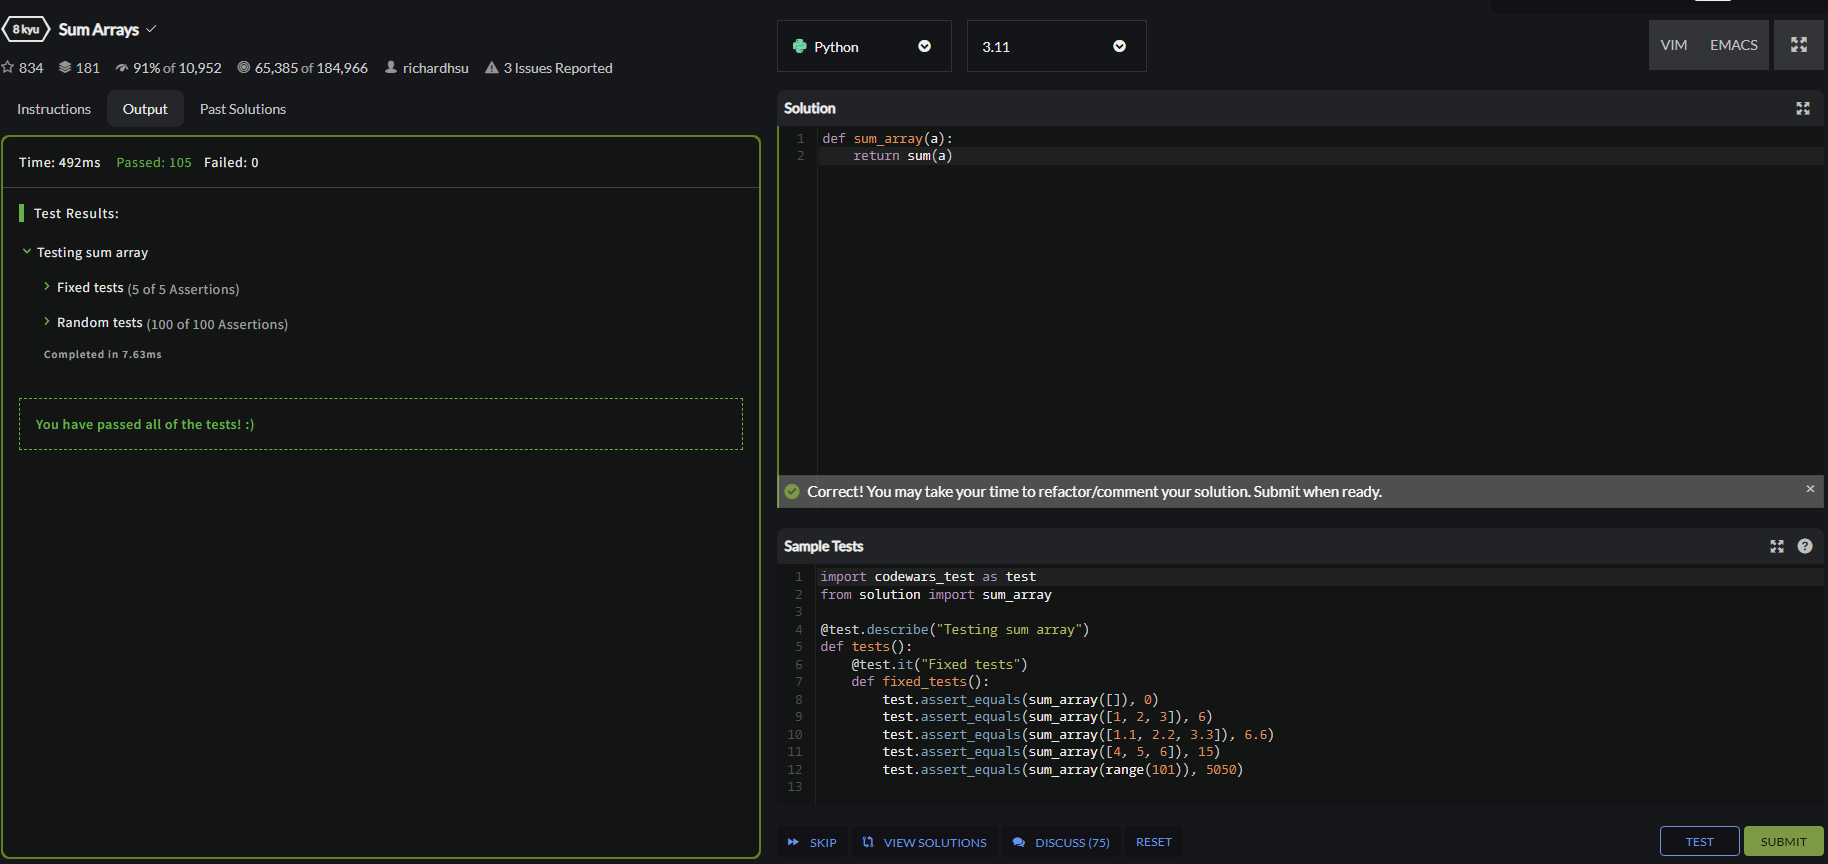 8 kyu Sum Arrays
834 181 91% of 10,952 65,385 of 184,966 richardhsu 3 Issues Reported
Instructions Output Past Solutions
Time: 492ms Passed: 105 Failed: 0
Test Results:
Testing sum array
Fixed tests (5 of 5 Assertions)
Random tests (100 of 100 Assertions)
Completed in 7.63ms
You have passed all of the tests! :)
Python 3.11 VIM EMACS
Solution
1 def sum_array(a):
2     return sum(a)
Correct! You may take your time to refactor/comment your solution. Submit when ready. ×
Sample Tests ?
1 import codewars_test as test
2 from solution import sum_array
3
4 @test.describe("Testing sum array")
5 def tests():
6     @test.it("Fixed tests")
7     def fixed_tests():
8         test.assert_equals(sum_array([]), 0)
9         test.assert_equals(sum_array([1, 2, 3]), 6)
10         test.assert_equals(sum_array([1.1, 2.2, 3.3]), 6.6)
11         test.assert_equals(sum_array([4, 5, 6]), 15)
12         test.assert_equals(sum_array(range(101)), 5050)
13
SKIP VIEW SOLUTIONS DISCUSS (75) RESET TEST SUBMIT